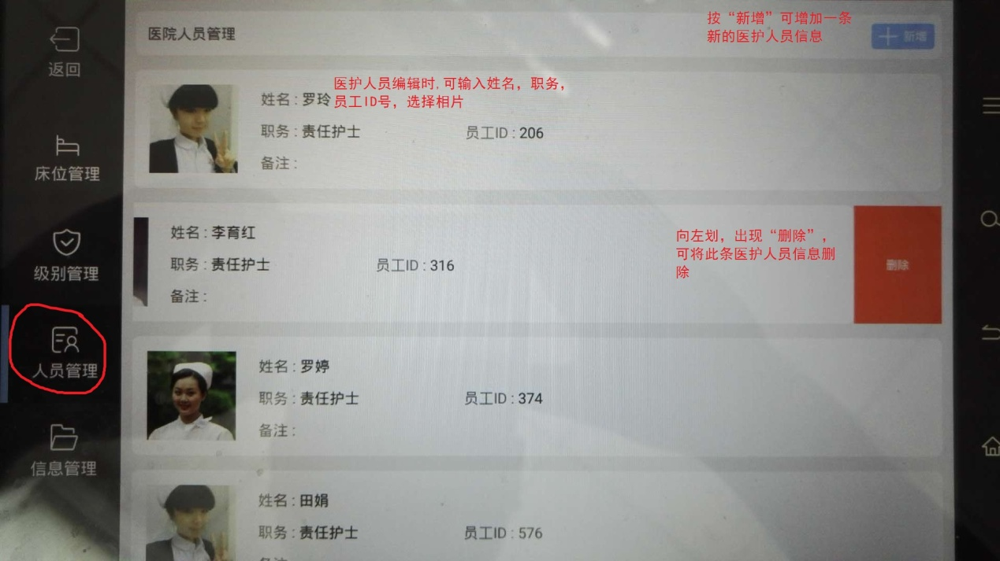 返回
床位管理
级别管理
人员管理
信息管理
医院人员管理
按“新增”可增加一条
新的医护人员信息
新增
医护人员编辑时,可输入姓名，职务，
员工ID号，选择相片
姓名：罗玲
职务：责任护士 员工ID：206
备注：
姓名：李育红
职务：责任护士 员工ID：316
备注：
向左划，出现“删除”，
可将此条医护人员信息删
除
删除
姓名：罗婷
职务：责任护士 员工ID：374
备注：
姓名：田娟
职务：责任护士 员工ID：576